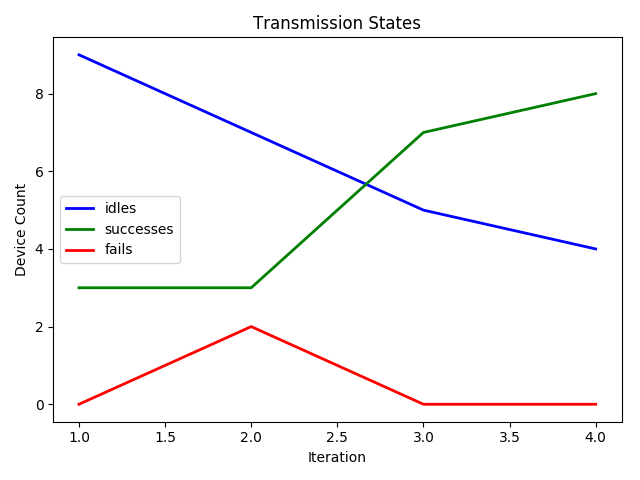 Transmission States
Device Count
8
6
4
2
0
idles
successes
fails
1.0 1.5 2.0 2.5 3.0 3.5 4.0
Iteration